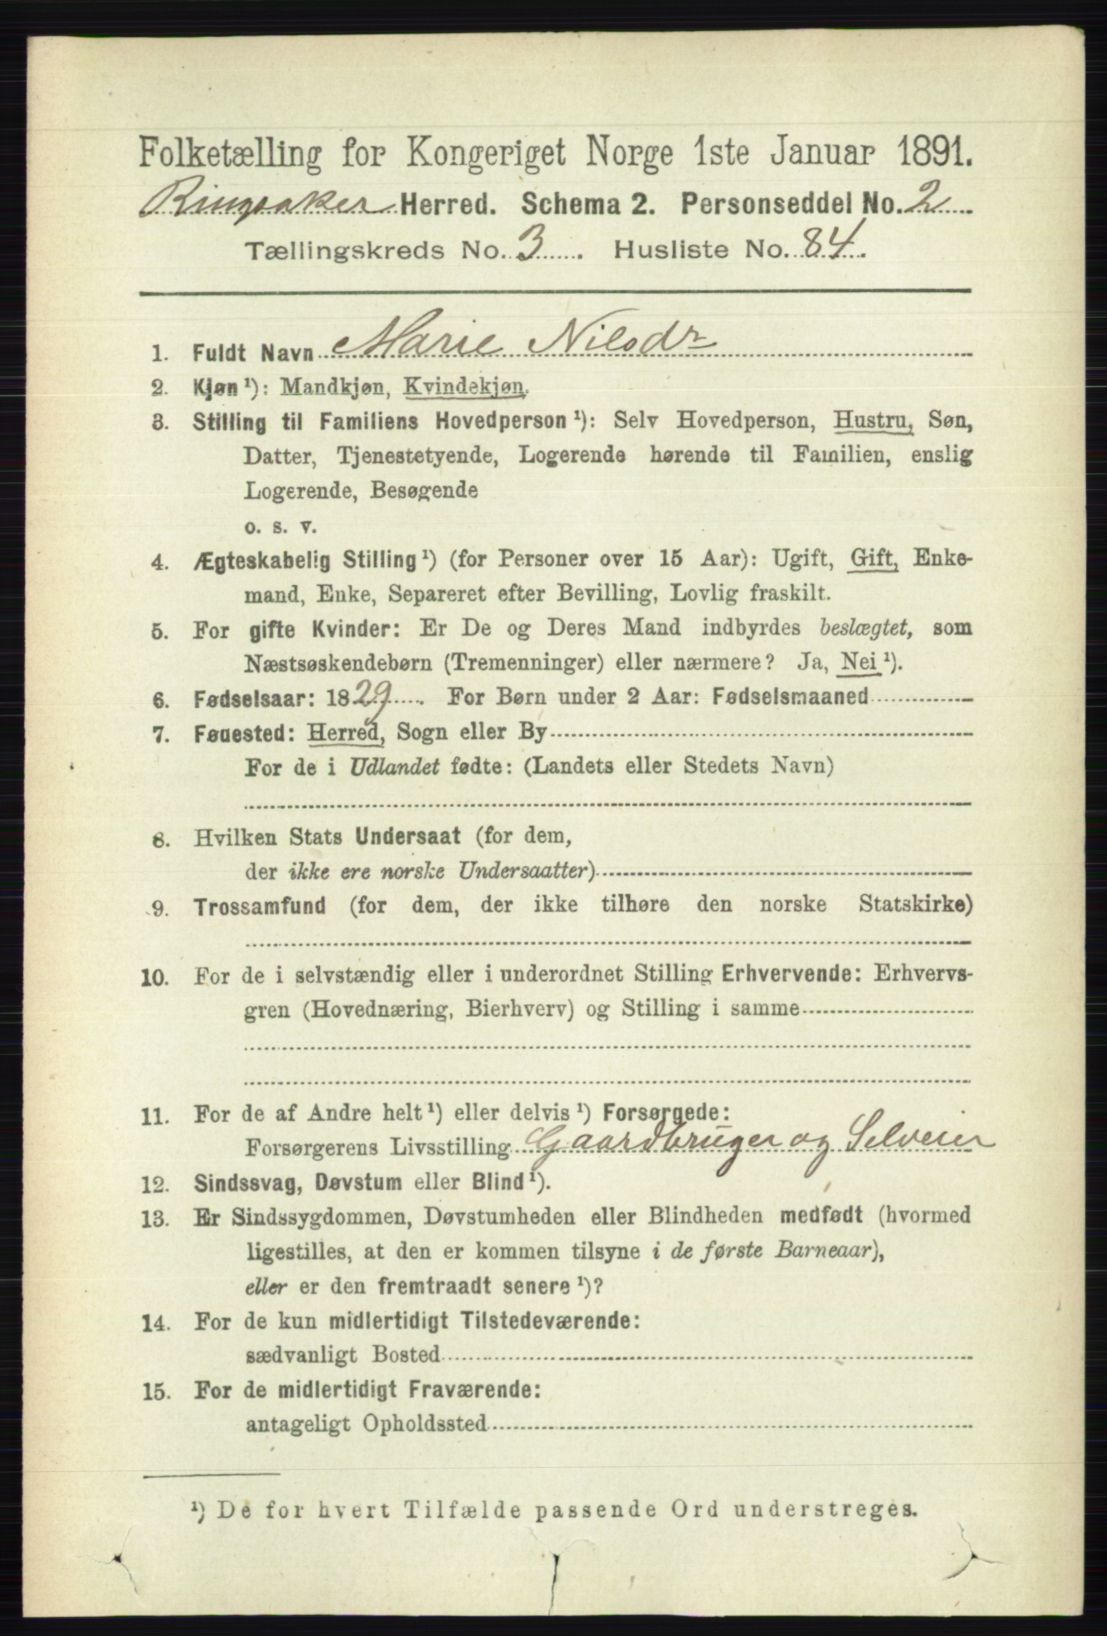 Folketælling for Kongeriget Norge 1ste Januar 1891.
Ringsaker Herred. Schema 2. Personseddel No. 2
Tællingskreds No. 3. Husliste No. 84.
1. Fuldt Navn Marie Nilsdr
2. Kjøn ¹): Mandkjøn, Kvindekjøn.
3. Stilling til Familiens Hovedperson ¹): Selv Hovedperson, Hustru, Søn,
Datter, Tjenestetyende, Logerende hørende til Familien, enslig
Logerende, Besøgende
o. s. v.
4. Ægteskabelig Stilling ¹) (for Personer over 15 Aar): Ugift, Gift, Enke-
mand, Enke, Separeret efter Bevilling, Lovlig fraskilt.
5. For gifte Kvinder: Er De og Deres Mand indbyrdes beslægtet, som
Næstsøskendebørn (Tremenninger) eller nærmere? Ja, Nei ¹).
6. Fødselsaar: 1829. For Børn under 2 Aar: Fødselsmaaned
7. Føuested: Herred, Sogn eller By
For de i Udlandet fødte: (Landets eller Stedets Navn)
8. Hvilken Stats Undersaat (for dem,
der ikke ere norske Undersaatter)
9. Trossamfund (for dem, der ikke tilhøre den norske Statskirke)
10. For de i selvstændig eller i underordnet Stilling Erhvervende: Erhvervs-
gren (Hovednæring, Bierhverv) og Stilling i samme
11. For de af Andre helt ¹) eller delvis ¹) Forsørgede:
Forsørgerens Livsstilling Gaardbruger og Selveier
12. Sindssvag, Døvstum eller Blind ¹).
13. Er Sindssygdommen, Døvstumheden eller Blindheden medfødt (hvormed
ligestilles, at den er kommen tilsyne i de første Barneaar),
eller er den fremtraadt senere ¹)?
14. For de kun midlertidigt Tilstedeværende:
sædvanligt Bosted
15. For de midlertidigt Fraværende:
antageligt Opholdssted
¹) De for hvert Tilfælde passende Ord understreges.